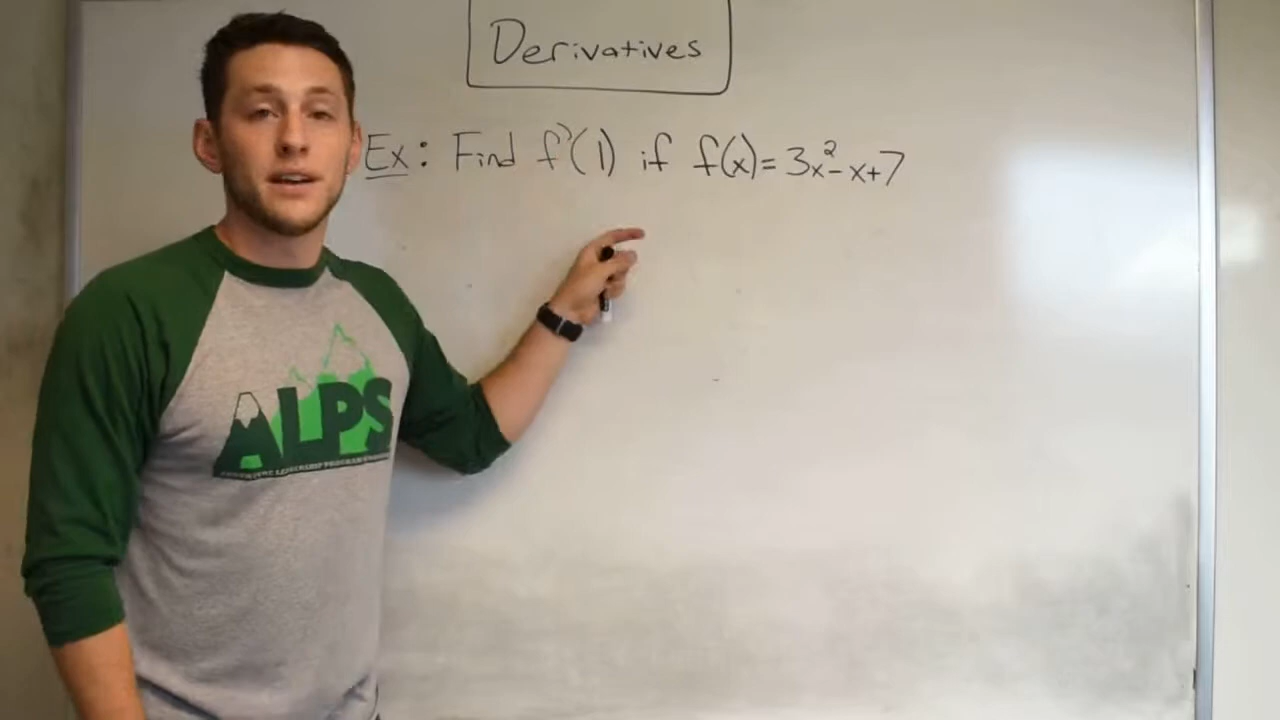 Derivatives
Ex: Find f'(1) if f(x)=3x²-x+7
ALPS